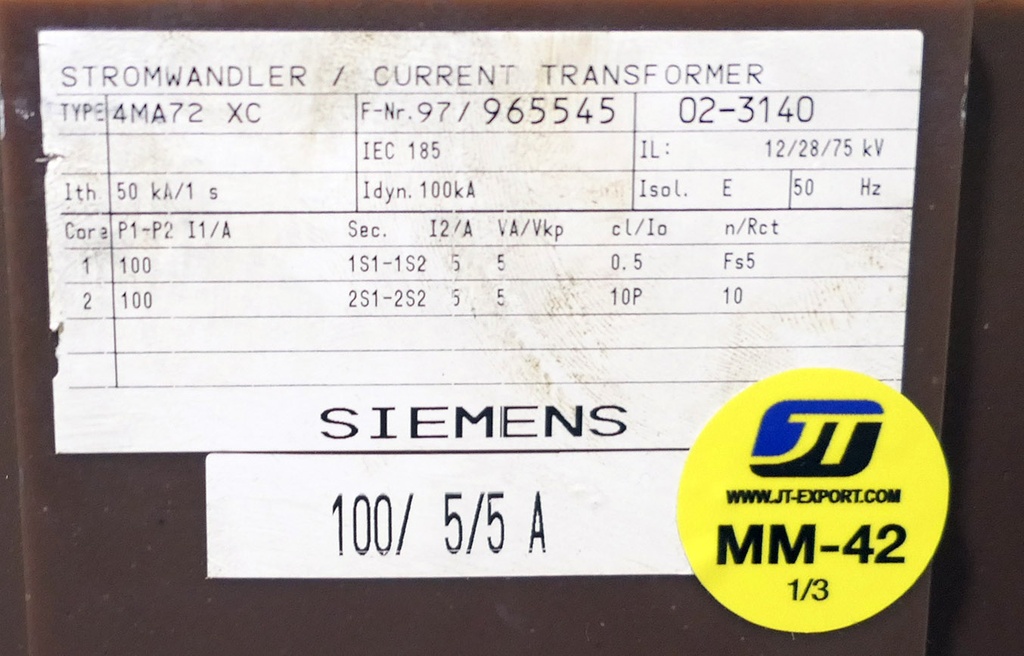 STROMWANDLER / CURRENT TRANSFORMER
TYPE 4MA72 XC F-Nr. 97/ 965545 02-3140
IEC 185 IL: 12/28/75 kV
Ith 50 kA/1 s Idyn. 100kA Isol. E 50 Hz
Core P1-P2 I1/A Sec. I2/A VA/Vkp cl/Io n/Rct
1 100 1S1-1S2 5 5 0.5 Fs5
2 100 2S1-2S2 5 5 10P 10
SIEMENS
100/ 5/5 A
JT
WWW.JT-EXPORT.COM
MM-42
1/3